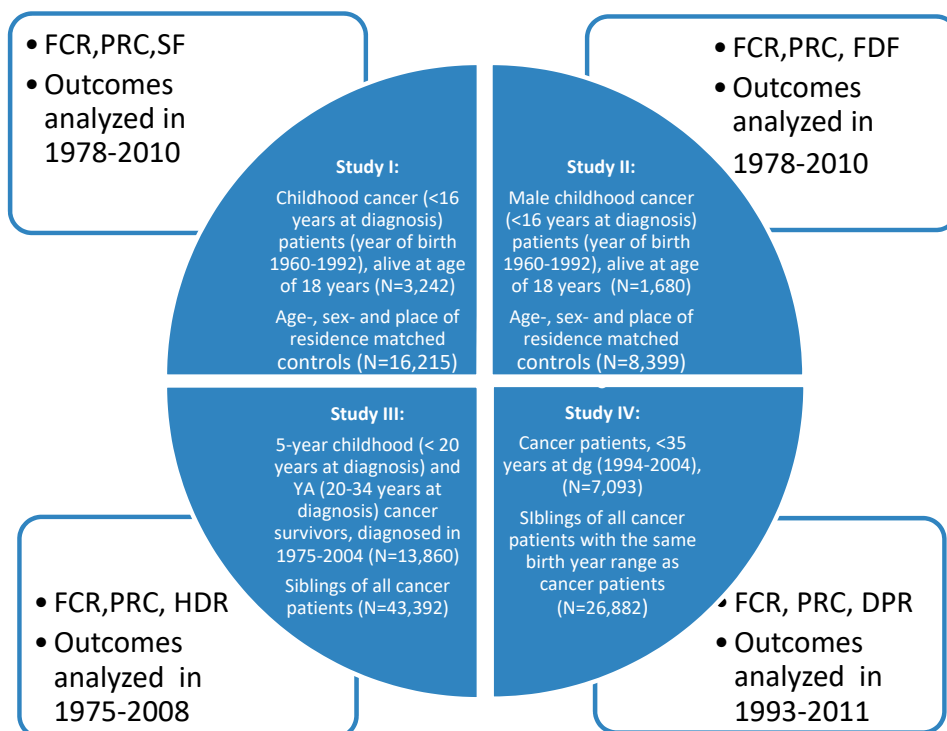 • FCR,PRC,SF
• Outcomes
analyzed in
1978-2010
• FCR,PRC, FDF
• Outcomes
analyzed in
1978-2010
Study I:
Childhood cancer (<16
years at diagnosis)
patients (year of birth
1960-1992), alive at age
of 18 years (N=3,242)
Age-, sex- and place of
residence matched
controls (N=16,215)
Study II:
Male childhood cancer
(<16 years at diagnosis)
patients (year of birth
1960-1992), alive at age
of 18 years (N=1,680)
Age-, sex- and place of
residence matched
controls (N=8,399)
Study III:
5-year childhood (< 20
years at diagnosis) and
YA (20-34 years at
diagnosis) cancer
survivors, diagnosed in
1975-2004 (N=13,860)
Siblings of all cancer
patients (N=43,392)
Study IV:
Cancer patients, <35
years at dg (1994-2004),
(N=7,093)
SIblings of all cancer
patients with the same
birth year range as
cancer patients
(N=26,882)
• FCR,PRC, HDR
• Outcomes
analyzed in
1975-2008
• FCR, PRC, DPR
• Outcomes
analyzed in
1993-2011